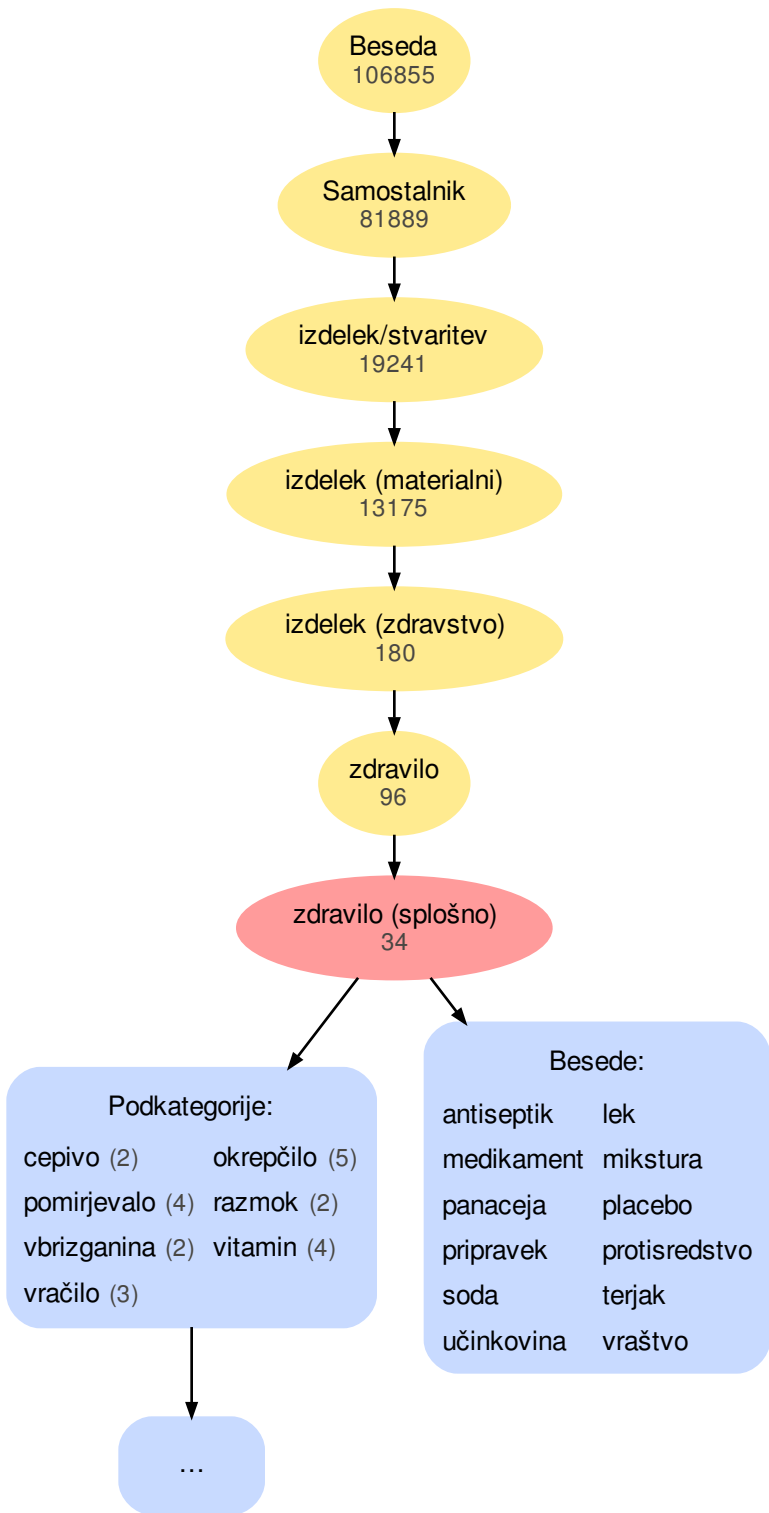 Beseda
106855
Samostalnik
81889
izdelek/stvaritev
19241
izdelek (materialni)
13175
izdelek (zdravstvo)
180
zdravilo
96
zdravilo (splošno)
34
Podkategorije:
cepivo (2) okrepčilo (5)
pomirjevalo (4) razmok (2)
vbrizganina (2) vitamin (4)
vračilo (3)
...
Besede:
antiseptik lek
medikament mikstura
panaceja placebo
pripravek protisredstvo
soda terjak
učinkovina vraštvo